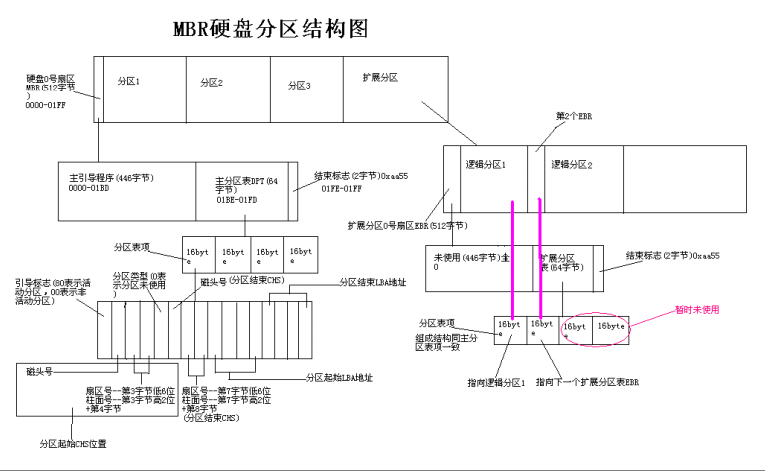 MBR硬盘分区结构图
硬盘0号扇区
MBR(512字节
)
0000-01FF
分区1
分区2
分区3
扩展分区
第2个EBR
逻辑分区1
逻辑分区2
主引导程序(446字节)
0000-01BD
主分区表DPT(64
字节)
01BE-01FD
结束标志(2字节)0xaa55
01FE-01FF
扩展分区0号扇区EBR(512字节)
分区表项
16byt
e
16byt
e
16byt
e
16byt
e
未使用(446字节)全
0
扩展分区
表(64字节)
结束标志(2字节)0xaa55
引导标志(80表示活
动分区，00表示非
活动分区)
分区类型(0表
示分区未使用
)
磁头号
(分区结束CHS)
分区结束LBA地址
分区表项
组成结构同主分
区表项一致
16byt
e
16byt
e
16byt
e
16byte
暂时未使用
磁头号
扇区号--第3字节低6位
柱面号--第3字节高2位
+第4字节
扇区号--第7字节低6位
柱面号--第7字节高2位
+第8字节
(分区结束CHS)
分区起始LBA地址
指向逻辑分区1
指向下一个扩展分区表EBR
分区起始CHS位置